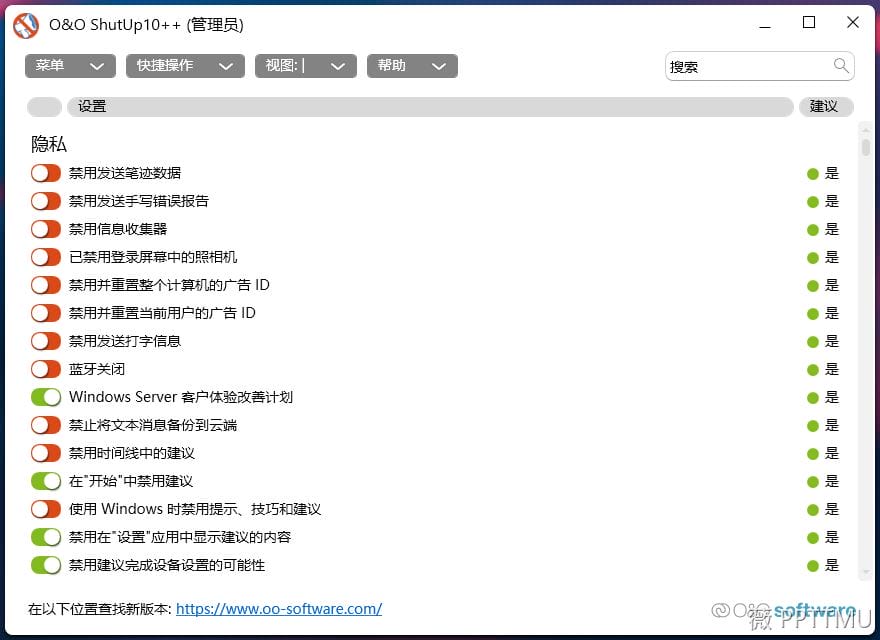 O&O ShutUp10++ (管理员)
菜单 快捷操作 视图: | 帮助 搜索
设置 建议
隐私
禁用发送笔迹数据 是
禁用发送手写错误报告 是
禁用信息收集器 是
已禁用登录屏幕中的照相机 是
禁用并重置整个计算机的广告 ID 是
禁用并重置当前用户的广告 ID 是
禁用发送打字信息 是
蓝牙关闭 是
Windows Server 客户体验改善计划 是
禁止将文本消息备份到云端 是
禁用时间线中的建议 是
在"开始"中禁用建议 是
使用 Windows 时禁用提示、技巧和建议 是
禁用在"设置"应用中显示建议的内容 是
禁用建议完成设备设置的可能性 是
在以下位置查找新版本: https://www.oo-software.com/
O&O software